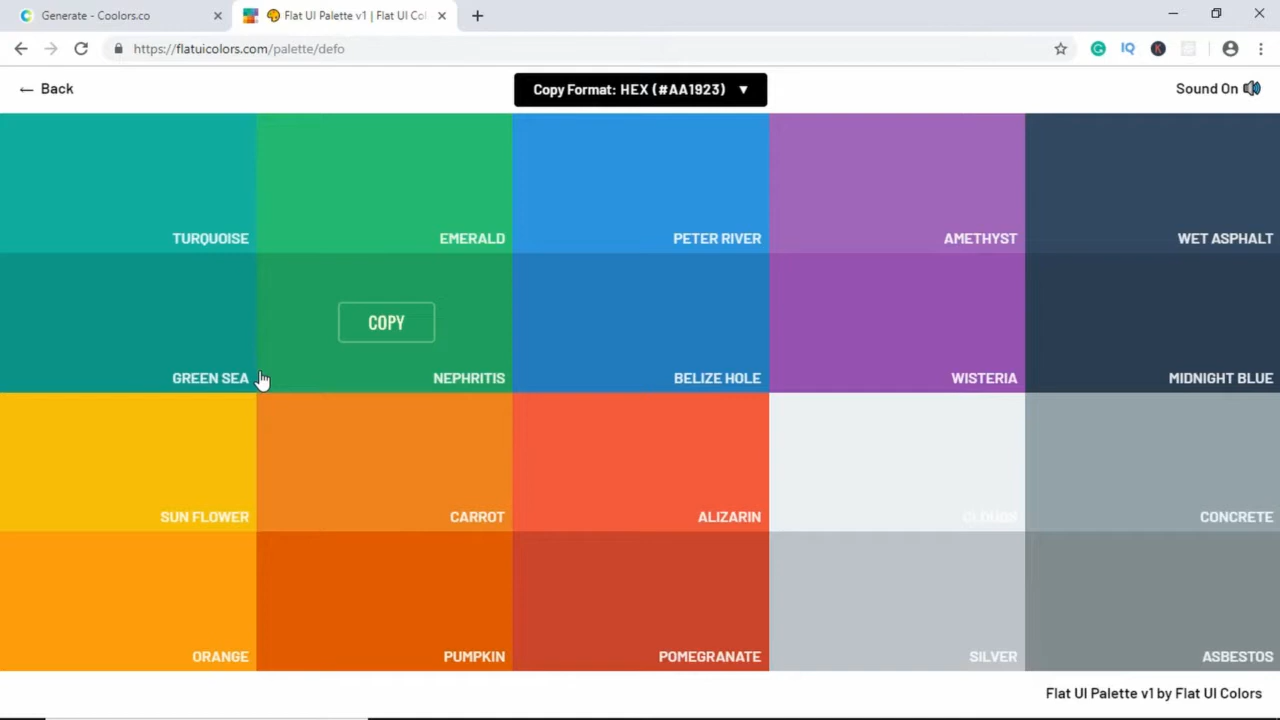 Generate - Coolors.co
Flat UI Palette v1 | Flat UI Col
https://flatuicolors.com/palette/defo
IQ
K
← Back
Copy Format: HEX (#AA1923) ▼
Sound On
TURQUOISE
EMERALD
PETER RIVER
AMETHYST
WET ASPHALT
COPY
GREEN SEA
NEPHRITIS
BELIZE HOLE
WISTERIA
MIDNIGHT BLUE
SUN FLOWER
CARROT
ALIZARIN
CLOUDS
CONCRETE
ORANGE
PUMPKIN
POMEGRANATE
SILVER
ASBESTOS
Flat UI Palette v1 by Flat UI Colors